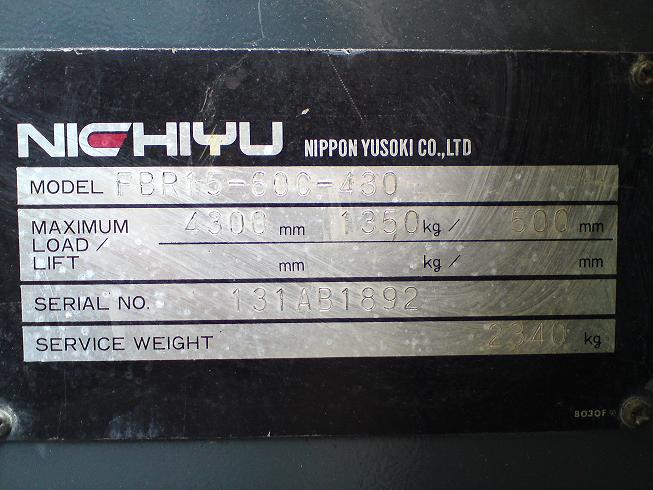 NICHIYU NIPPON YUSOKI CO.,LTD
MODEL FBR15-60C-430
MAXIMUM LOAD / LIFT 4300 mm 1350 kg / 500 mm
mm kg / mm
SERIAL NO. 131AB1892
SERVICE WEIGHT 2340 kg
8030F